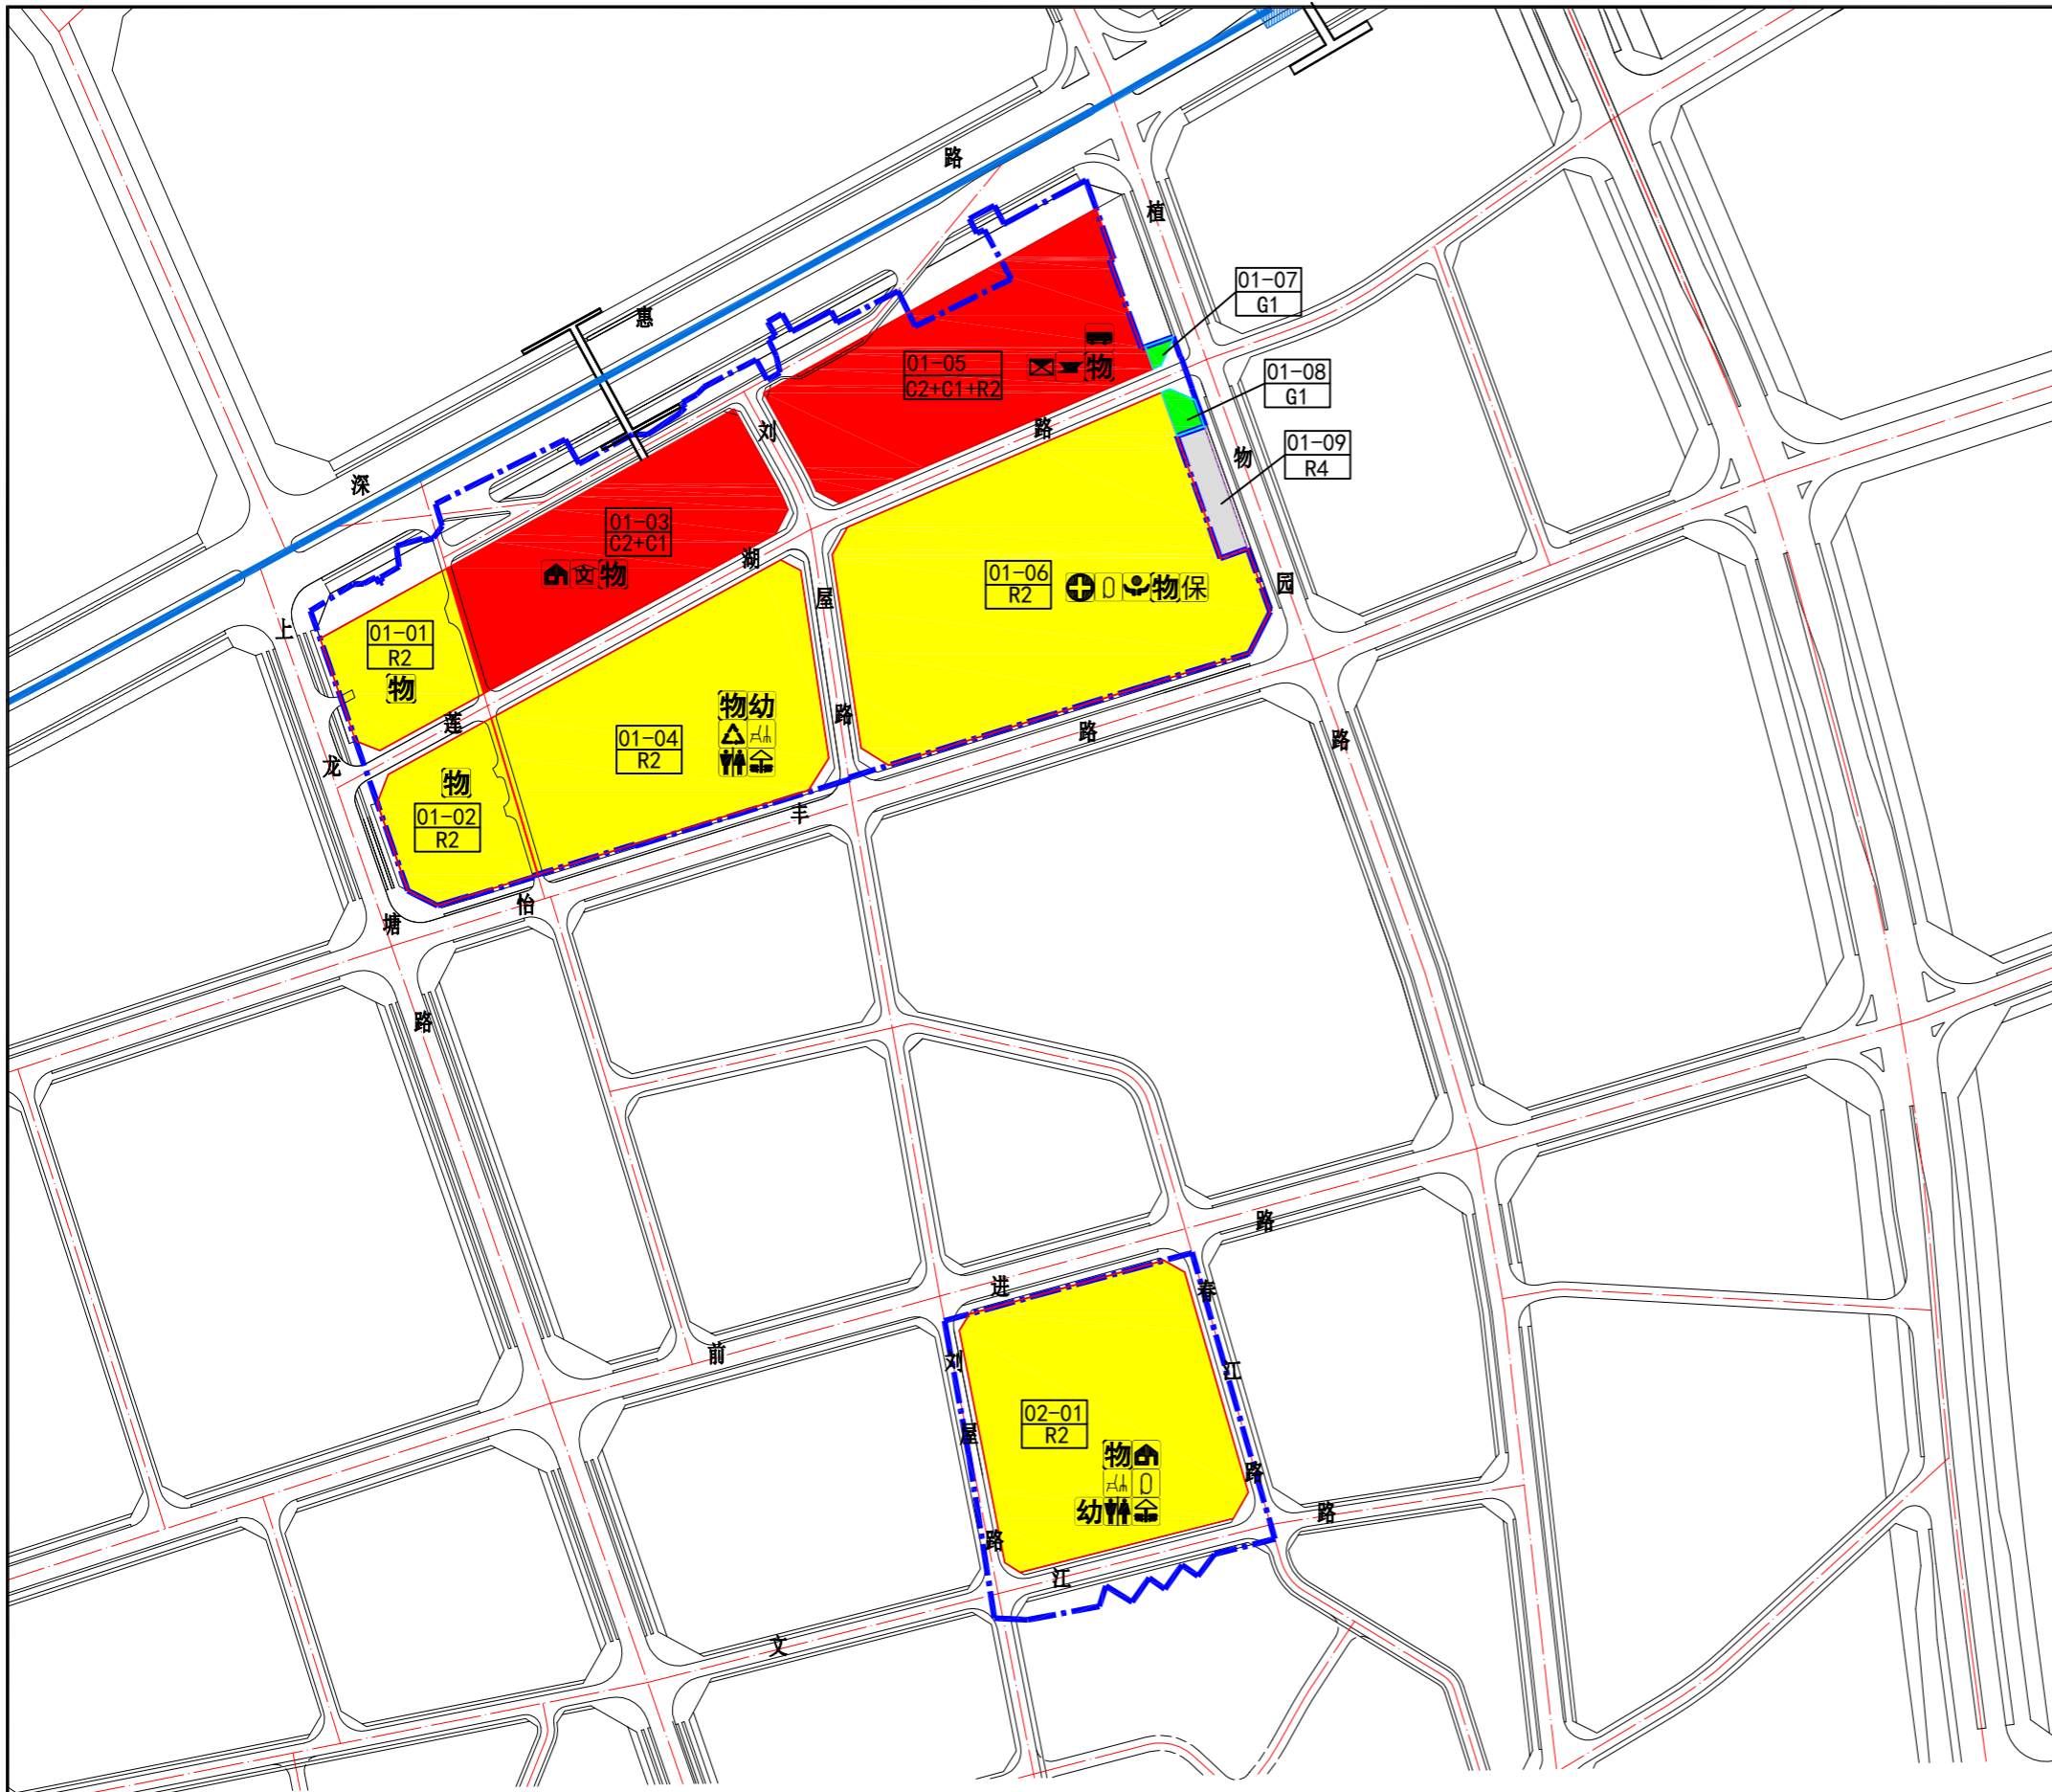 路
植
01-07
G1
惠
01-05
C2+C1+R2
物
01-08
G1
刘
路
01-09
R4
物
深
01-03
C2+C1
物
湖
01-06
R2
物保
屋
园
上
01-01
R2
物
莲
物幼
路
路
路
01-04
R2
龙
物
01-02
R2
丰
怡
塘
路
路
进
春
前
刘
江
02-01
R2
屋
物
路
幼
路
路
江
文